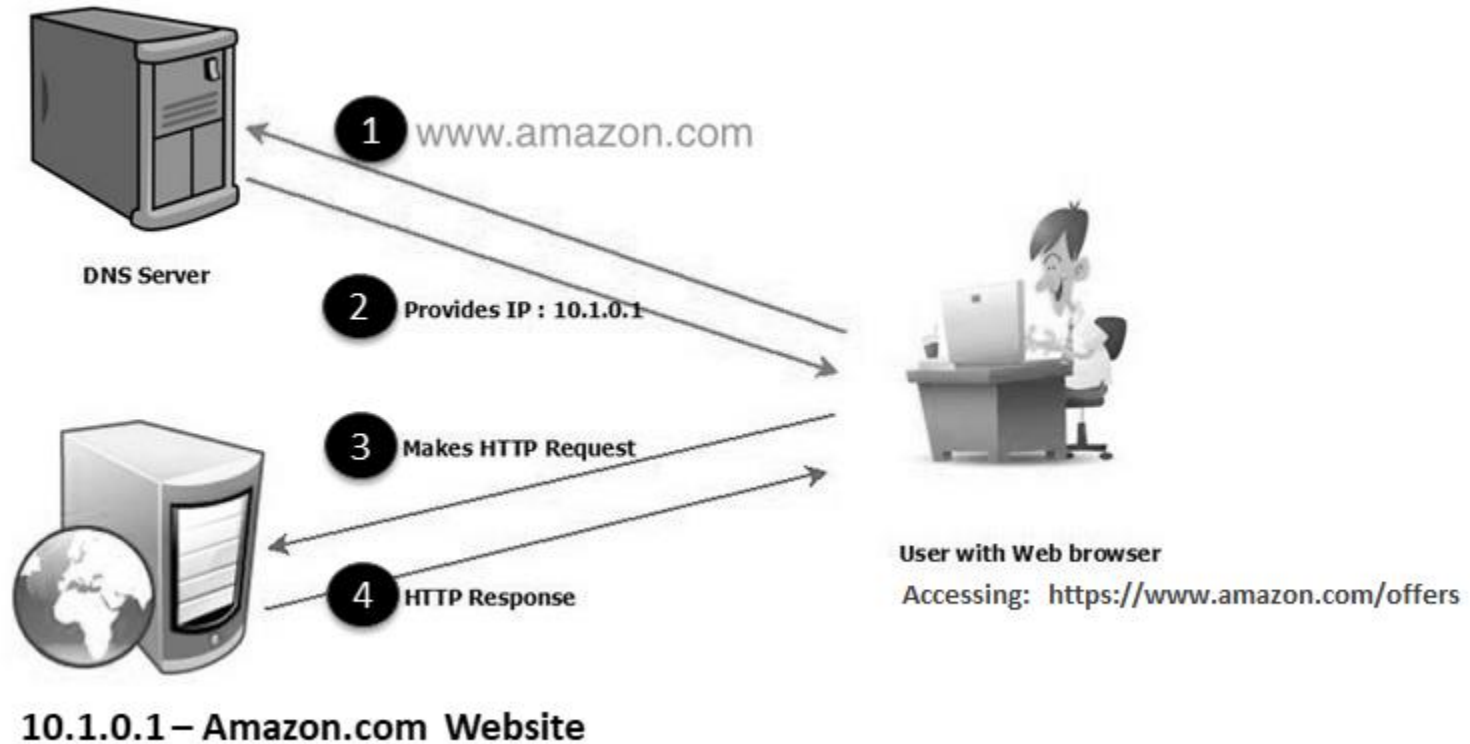 1 www.amazon.com
DNS Server
2 Provides IP : 10.1.0.1
3 Makes HTTP Request
4 HTTP Response
User with Web browser
Accessing: https://www.amazon.com/offers
10.1.0.1 – Amazon.com Website